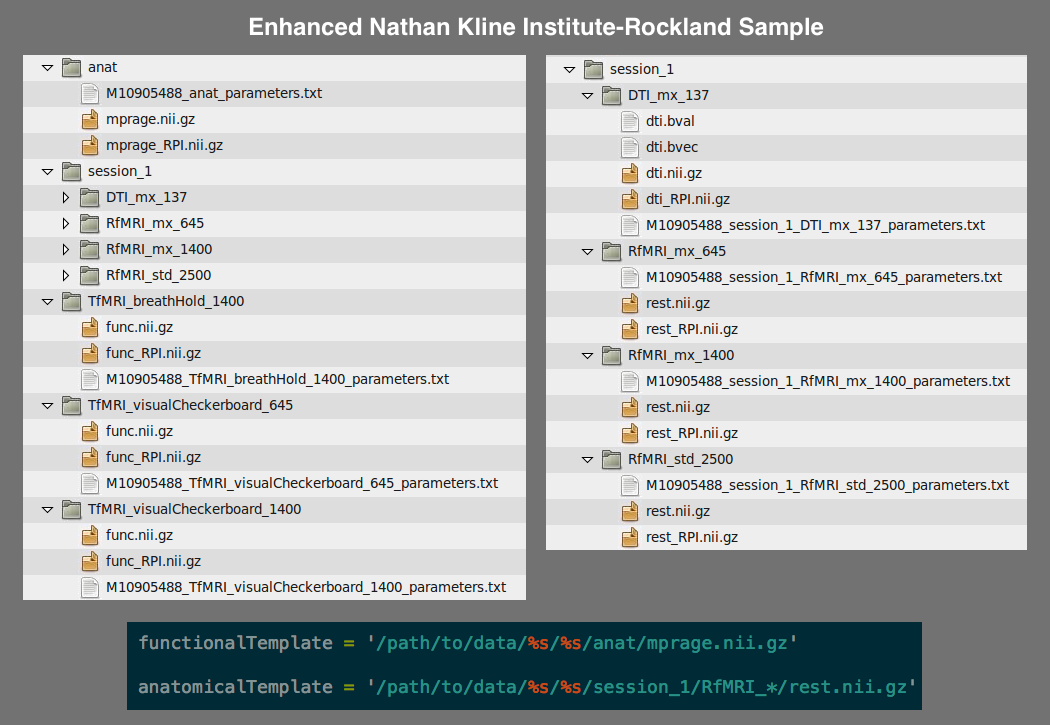 Enhanced Nathan Kline Institute-Rockland Sample
anat
M10905488_anat_parameters.txt
mprage.nii.gz
mprage_RPI.nii.gz
session_1
DTI_mx_137
RfMRI_mx_645
RfMRI_mx_1400
RfMRI_std_2500
TfMRI_breathHold_1400
func.nii.gz
func_RPI.nii.gz
M10905488_TfMRI_breathHold_1400_parameters.txt
TfMRI_visualCheckerboard_645
func.nii.gz
func_RPI.nii.gz
M10905488_TfMRI_visualCheckerboard_645_parameters.txt
TfMRI_visualCheckerboard_1400
func.nii.gz
func_RPI.nii.gz
M10905488_TfMRI_visualCheckerboard_1400_parameters.txt
session_1
DTI_mx_137
dti.bval
dti.bvec
dti.nii.gz
dti_RPI.nii.gz
M10905488_session_1_DTI_mx_137_parameters.txt
RfMRI_mx_645
M10905488_session_1_RfMRI_mx_645_parameters.txt
rest.nii.gz
rest_RPI.nii.gz
RfMRI_mx_1400
M10905488_session_1_RfMRI_mx_1400_parameters.txt
rest.nii.gz
rest_RPI.nii.gz
RfMRI_std_2500
M10905488_session_1_RfMRI_std_2500_parameters.txt
rest.nii.gz
rest_RPI.nii.gz
functionalTemplate = '/path/to/data/%s/%s/anat/mprage.nii.gz'
anatomicalTemplate = '/path/to/data/%s/%s/session_1/RfMRI_*/rest.nii.gz'